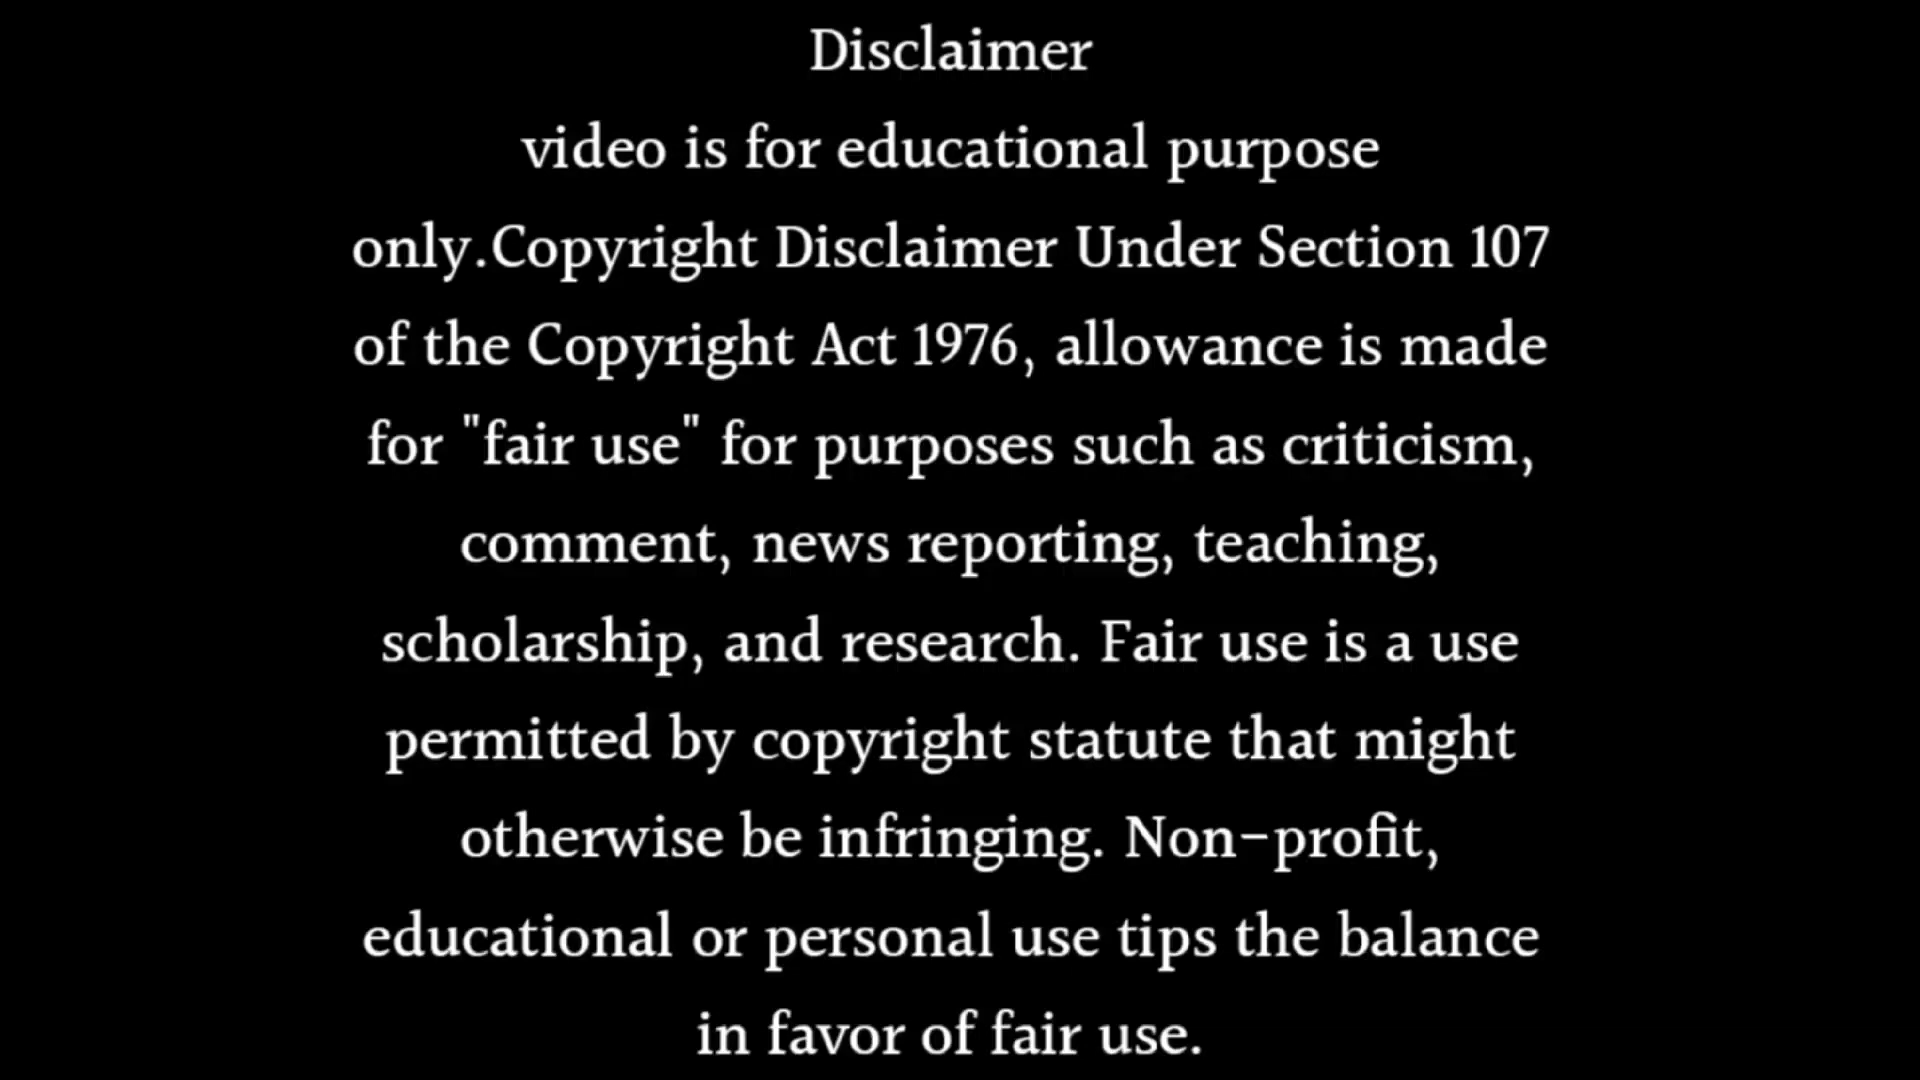 Disclaimer
video is for educational purpose
only.Copyright Disclaimer Under Section 107
of the Copyright Act 1976, allowance is made
for "fair use" for purposes such as criticism,
comment, news reporting, teaching,
scholarship, and research. Fair use is a use
permitted by copyright statute that might
otherwise be infringing. Non-profit,
educational or personal use tips the balance
in favor of fair use.